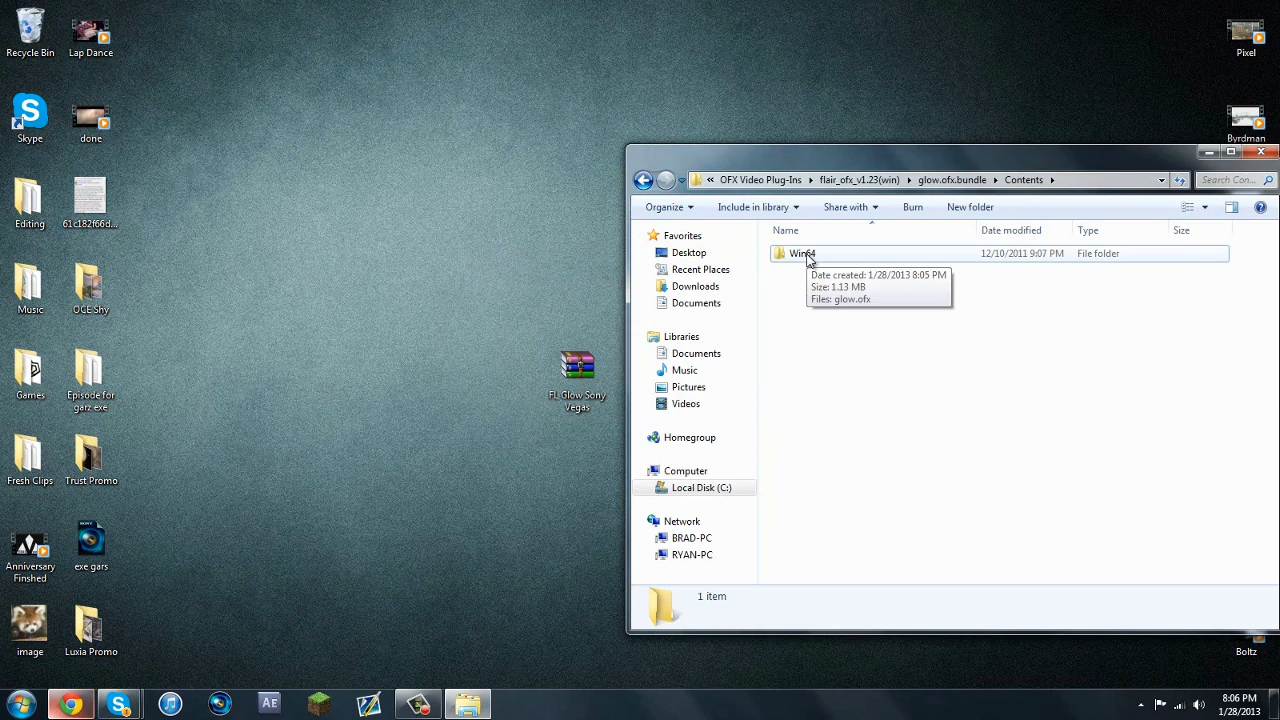 Recycle Bin
Lap Dance
Pixel
Skype
done
Byrdman
Editing
61c182f66d...
Music
OCE Shy
Games
Episode for
garz exe
Fresh Clips
Trust Promo
Anniversary
Finshed
exe gars
image
Luxia Promo
FL Glow Sony
Vegas
Boltz
« OFX Video Plug-Ins flair_ofx_v1.23(win) glow.ofx.bundle Contents
Search Con...
Organize Include in library Share with Burn New folder
Name Date modified Type Size
Win64 12/10/2011 9:07 PM File folder
Date created: 1/28/2013 8:05 PM
Size: 1.13 MB
Files: glow.ofx
Favorites
Desktop
Recent Places
Downloads
Documents
Libraries
Documents
Music
Pictures
Videos
Homegroup
Computer
Local Disk (C:)
Network
BRAD-PC
RYAN-PC
1 item
AE
8:06 PM
1/28/2013